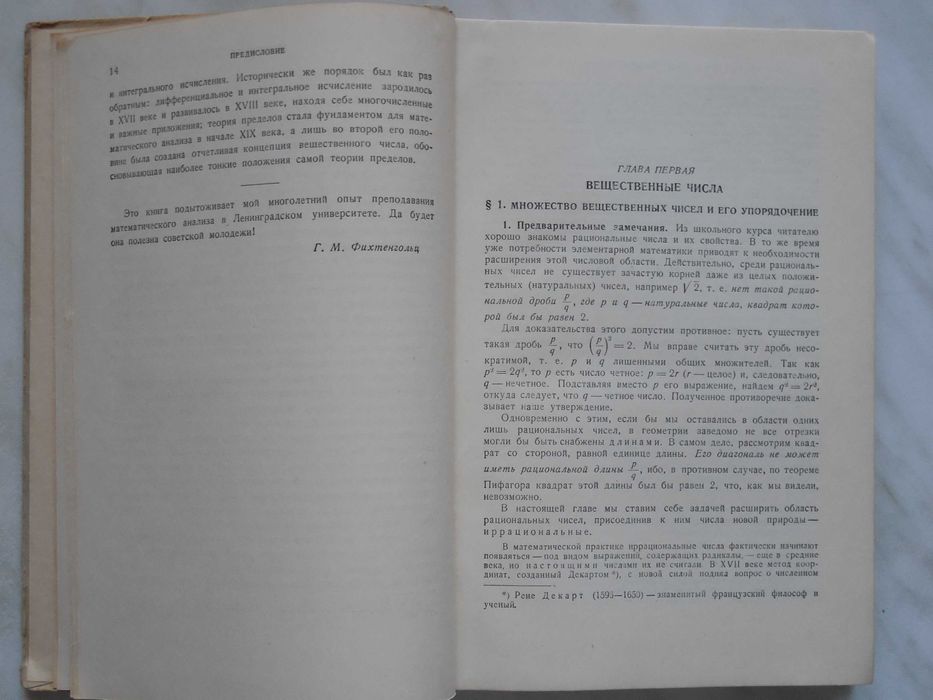 14
ПРЕДИСЛОВИЕ
и интегрального исчисления. Исторически же порядок был как раз
обратным: дифференциальное и интегральное исчисление зародилось
в XVII веке и развивалось в XVIII веке, находя себе многочисленные
и важные приложения; теория пределов стала фундаментом для мате-
матического анализа в начале XIX века, а лишь во второй его поло-
вине была создана отчетливая концепция вещественного числа, обо-
сновывающая наиболее тонкие положения самой теории пределов.
Это книга подытоживает мой многолетний опыт преподавания
математического анализа в Ленинградском университете. Да будет
она полезна советской молодежи!
Г. М. Фихтенгольц
ГЛАВА ПЕРВАЯ
ВЕЩЕСТВЕННЫЕ ЧИСЛА
§ 1. МНОЖЕСТВО ВЕЩЕСТВЕННЫХ ЧИСЕЛ И ЕГО УПОРЯДОЧЕНИЕ
1. Предварительные замечания. Из школьного курса читателю
хорошо знакомы рациональные числа и их свойства. В то же время
уже потребности элементарной математики приводят к необходимости
расширения этой числовой области. Действительно, среди рациональ-
ных чисел не существует зачастую корней даже из целых положи-
тельных (натуральных) чисел, например √2, т. е. нет такой рацио-
нальной дроби p/q, где p и q — натуральные числа, квадрат кото-
рой был бы равен 2.
Для доказательства этого допустим противное: пусть существует
такая дробь p/q, что (p/q)² = 2. Мы вправе считать эту дробь несо-
кратимой, т. е. p и q лишенными общих множителей. Так как
p² = 2q², то p есть число четное: p = 2r (r — целое) и, следовательно,
q — нечетное. Подставляя вместо p его выражение, найдем q² = 2r²,
откуда следует, что q — четное число. Полученное противоречие дока-
зывает наше утверждение.
Одновременно с этим, если бы мы оставались в области одних
лишь рациональных чисел, в геометрии заведомо не все отрезки
могли бы быть снабжены длинами. В самом деле, рассмотрим квад-
рат со стороной, равной единице длины. Его диагональ не может
иметь рациональной длины p/q, ибо, в противном случае, по теореме
Пифагора квадрат этой длины был бы равен 2, что, как мы видели,
невозможно.
В настоящей главе мы ставим себе задачей расширить область
рациональных чисел, присоединив к ним числа новой природы —
иррациональные.
В математической практике иррациональные числа фактически начинают
появляться — под видом выражений, содержащих радикалы, — еще в средние
века, но настоящими числами их не считали. В XVII веке метод коор-
динат, созданный Декартом*), с новой силой поднял вопрос о численном
*) Рене Декарт (1596—1650) — знаменитый французский философ и
ученый.